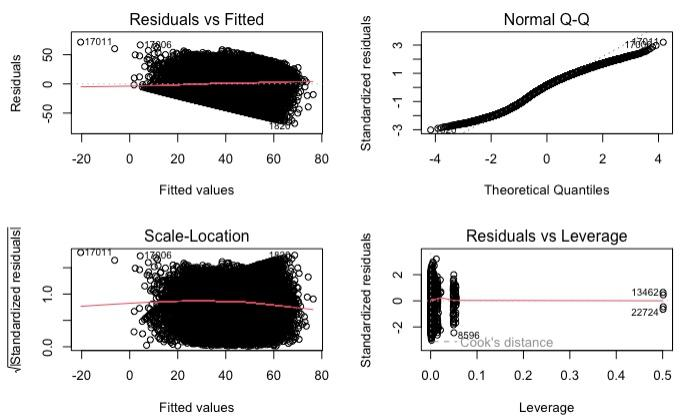 Residuals vs Fitted
Residuals
50
0
-50
17011
17006
1820
-20 0 20 40 60 80
Fitted values
Normal Q-Q
Standardized residuals
3
1
-1
-3
17011
-4 -2 0 2 4
Theoretical Quantiles
Scale-Location
√|Standardized residuals|
1.0
0.0
17011
17006
-20 0 20 40 60 80
Fitted values
Residuals vs Leverage
Standardized residuals
2
0
-2
13462
22724
8596
Cook's distance
0.0 0.1 0.2 0.3 0.4 0.5
Leverage